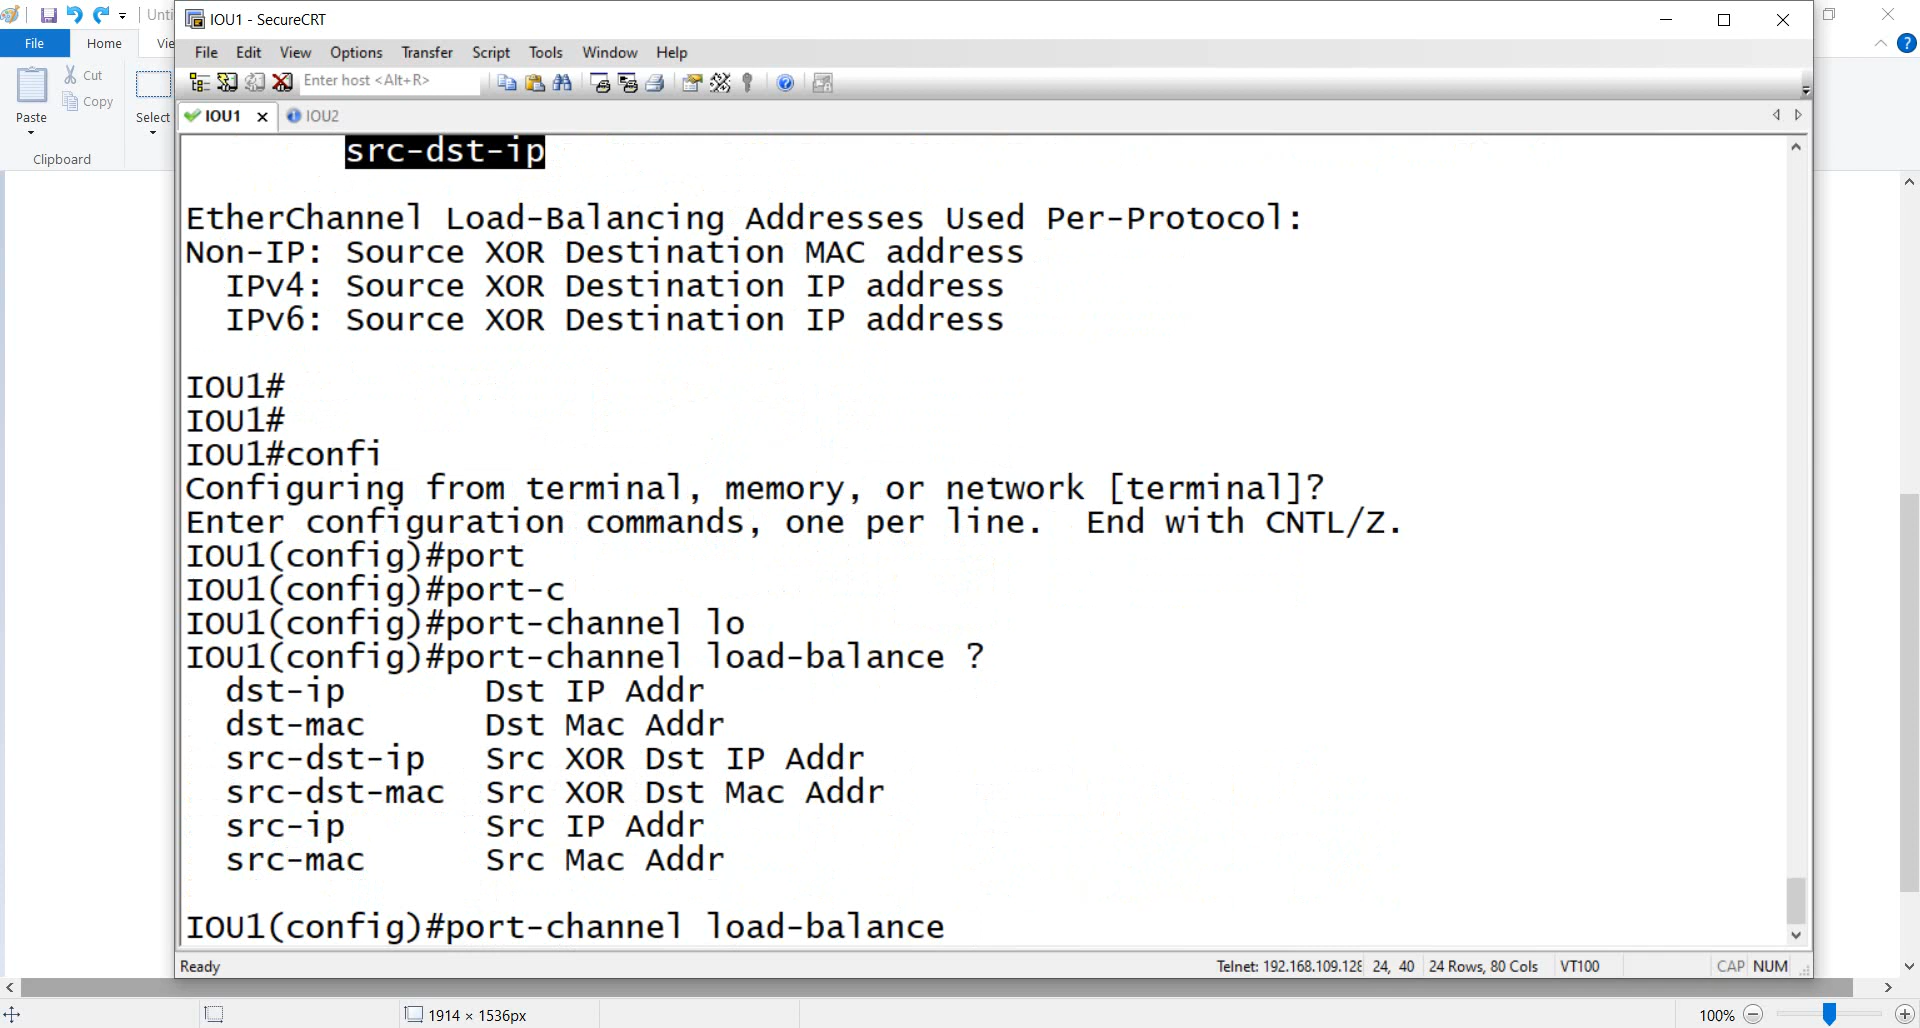 Unti
IOU1 - SecureCRT
File Home Vie
File Edit View Options Transfer Script Tools Window Help
Cut
Copy
Paste
Select
Clipboard
Enter host <Alt+R>
IOU1 IOU2
src-dst-ip
EtherChannel Load-Balancing Addresses Used Per-Protocol:
Non-IP: Source XOR Destination MAC address
IPv4: Source XOR Destination IP address
IPv6: Source XOR Destination IP address
IOU1#
IOU1#
IOU1#confi
Configuring from terminal, memory, or network [terminal]?
Enter configuration commands, one per line.  End with CNTL/Z.
IOU1(config)#port
IOU1(config)#port-c
IOU1(config)#port-channel lo
IOU1(config)#port-channel load-balance ?
dst-ip       Dst IP Addr
dst-mac      Dst Mac Addr
src-dst-ip   Src XOR Dst IP Addr
src-dst-mac  Src XOR Dst Mac Addr
src-ip       Src IP Addr
src-mac      Src Mac Addr
IOU1(config)#port-channel load-balance
Ready Telnet: 192.168.109.128 24, 40 24 Rows, 80 Cols VT100 CAP NUM
1914 × 1536px 100%